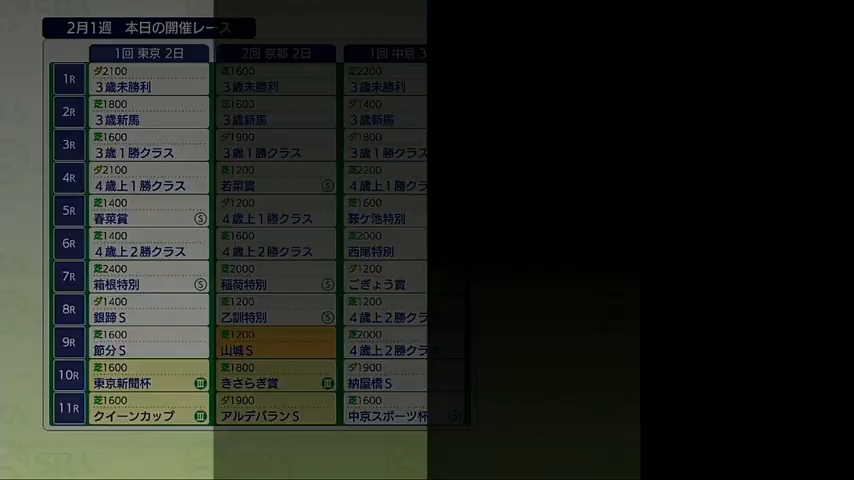 2月1週 本日の開催レース
1回 東京 2日 2回 京都 2日 1回 中京 3
1R ダ2100 芝1600 芝2200
3歳未勝利 3歳未勝利 3歳未勝利
2R 芝1800 芝1600 ダ1400
3歳新馬 3歳新馬 3歳新馬
3R 芝1600 ダ1900 ダ1800
3歳1勝クラス 3歳1勝クラス 3歳1勝クラス
4R ダ2100 芝1200 芝2200
4歳上1勝クラス 若菜賞 Ⓢ 4歳上1勝クラ
5R 芝1400 ダ1200 芝1600
春菜賞 Ⓢ 4歳上1勝クラス 鞍ケ池特別
6R 芝1400 芝1600 芝2000
4歳上2勝クラス 4歳上2勝クラス 西尾特別
7R 芝2400 芝2000 ダ1200
箱根特別 Ⓢ 稲荷特別 Ⓢ ごぎょう賞
8R ダ1400 芝1200 芝1200
銀蹄S 乙訓特別 Ⓢ 4歳上2勝クラ
9R 芝1600 芝1200 芝2000
節分S 山城S 4歳上2勝クラス
10R 芝1600 芝1800 ダ1900
東京新聞杯 Ⅲ きさらぎ賞 Ⅲ 納屋橋S
11R 芝1600 ダ1900 芝1600
クイーンカップ Ⅲ アルデバランS 中京スポーツ杯 Ⓢ